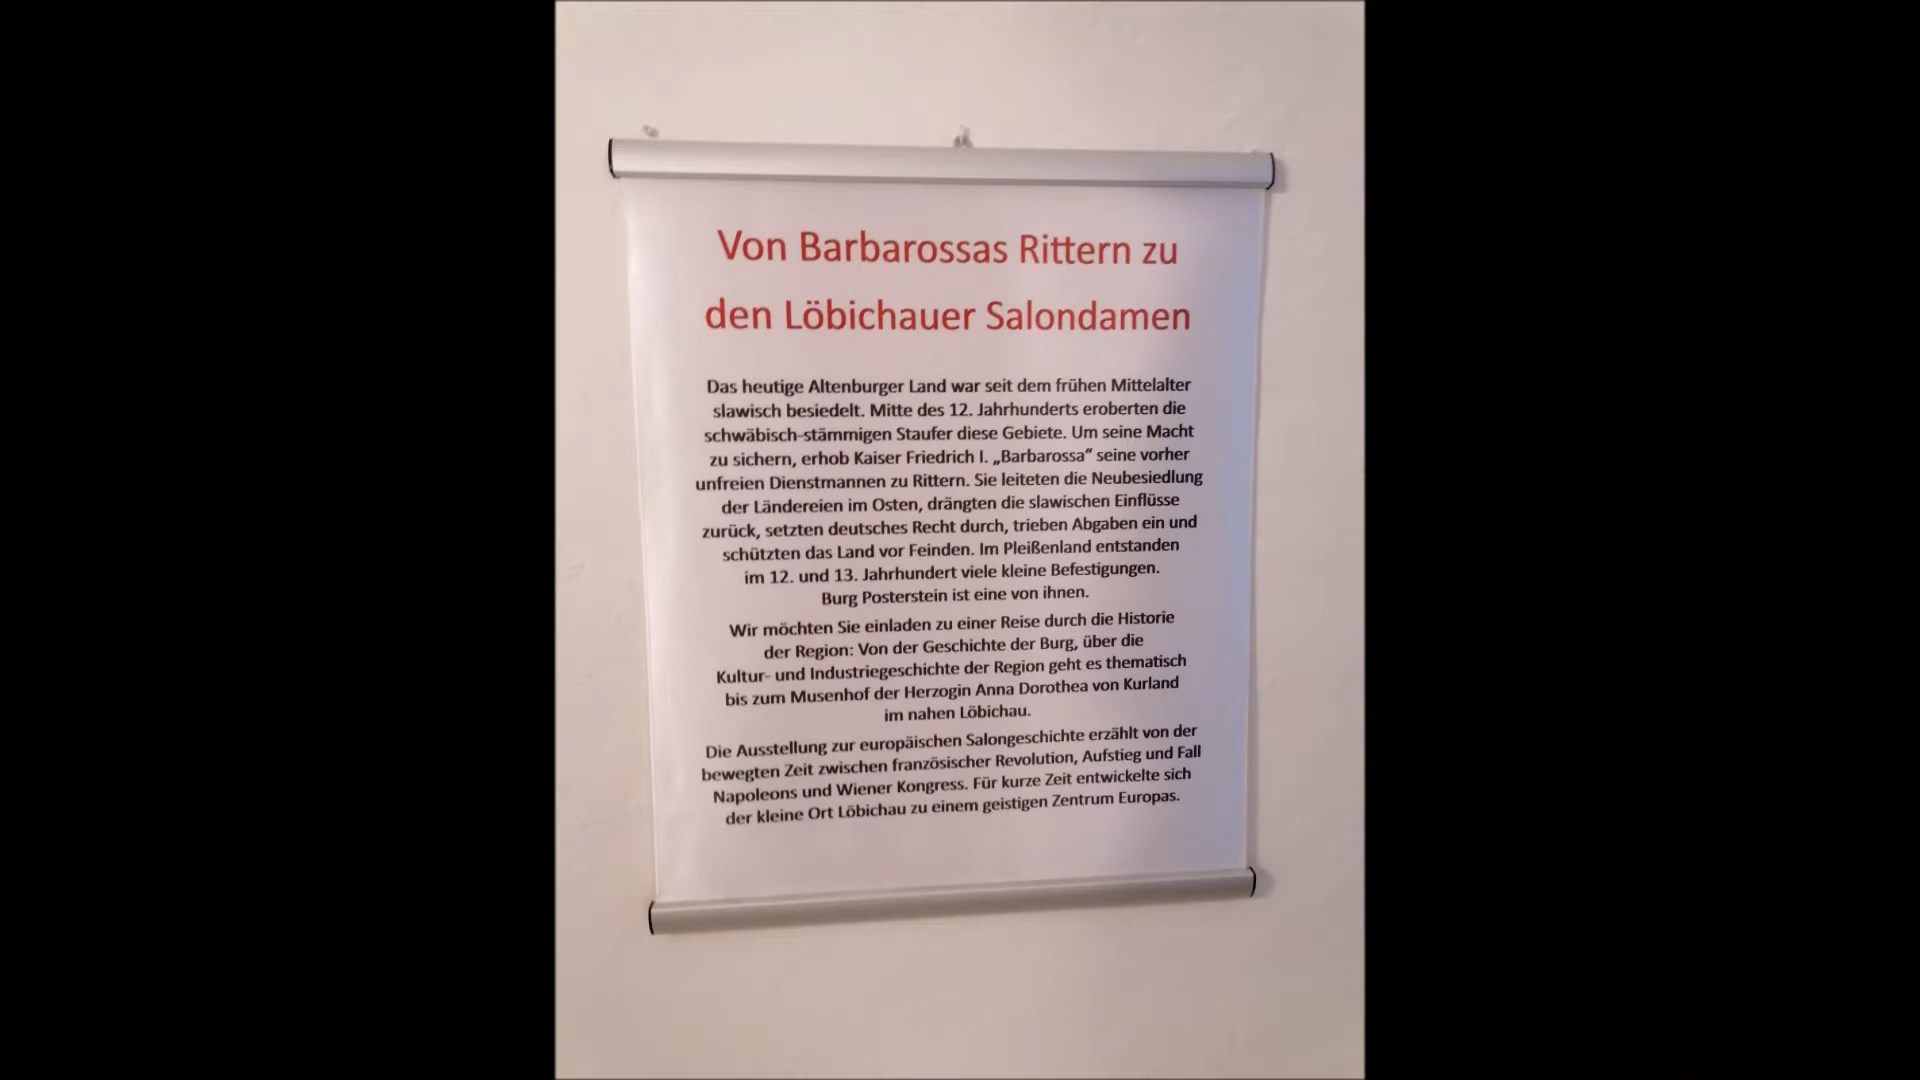 Von Barbarossas Rittern zu
den Löbichauer Salondamen
Das heutige Altenburger Land war seit dem frühen Mittelalter
slawisch besiedelt. Mitte des 12. Jahrhunderts eroberten die
schwäbisch-stämmigen Staufer diese Gebiete. Um seine Macht
zu sichern, erhob Kaiser Friedrich I. „Barbarossa“ seine vorher
unfreien Dienstmannen zu Rittern. Sie leiteten die Neubesiedlung
der Ländereien im Osten, drängten die slawischen Einflüsse
zurück, setzten deutsches Recht durch, trieben Abgaben ein und
schützten das Land vor Feinden. Im Pleißenland entstanden
im 12. und 13. Jahrhundert viele kleine Befestigungen.
Burg Posterstein ist eine von ihnen.
Wir möchten Sie einladen zu einer Reise durch die Historie
der Region: Von der Geschichte der Burg, über die
Kultur- und Industriegeschichte der Region geht es thematisch
bis zum Musenhof der Herzogin Anna Dorothea von Kurland
im nahen Löbichau.
Die Ausstellung zur europäischen Salongeschichte erzählt von der
bewegten Zeit zwischen französischer Revolution, Aufstieg und Fall
Napoleons und Wiener Kongress. Für kurze Zeit entwickelte sich
der kleine Ort Löbichau zu einem geistigen Zentrum Europas.